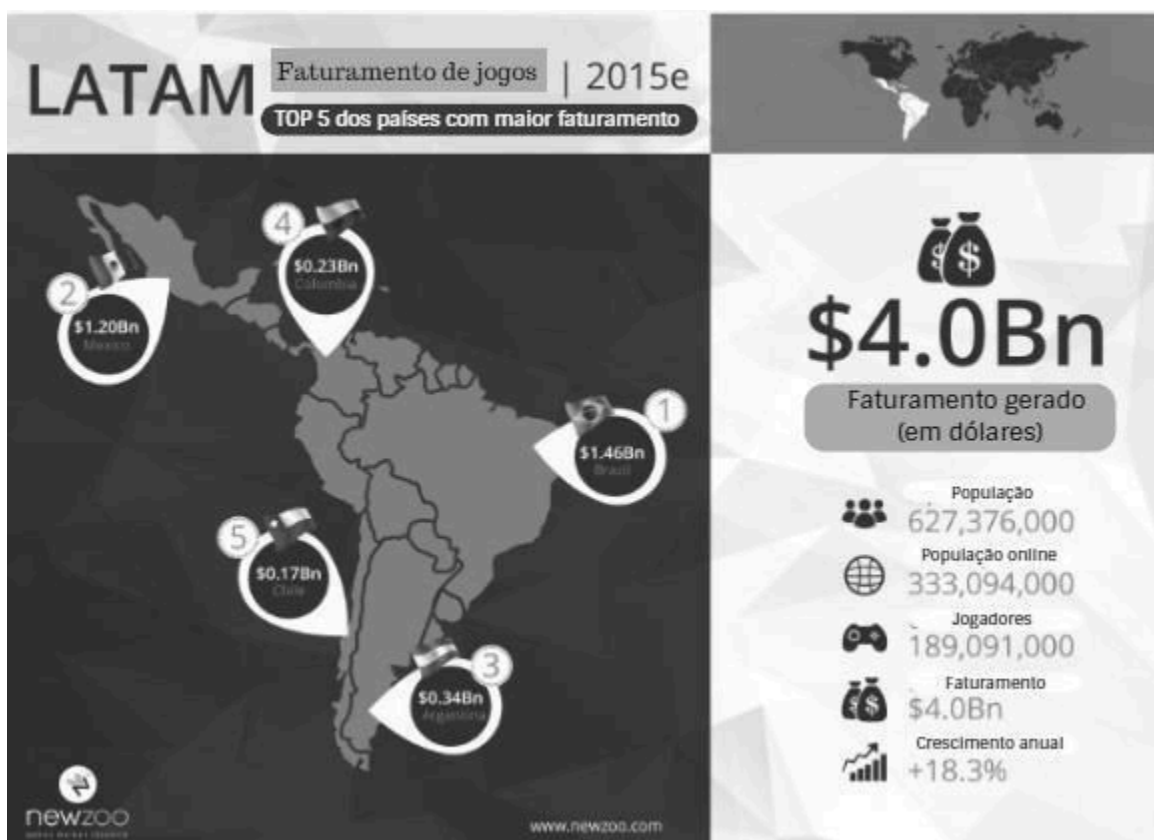 LATAM
Faturamento de jogos | 2015e
TOP 5 dos países com maior faturamento
4
$0.23Bn
Colombia
2
$1.20Bn
Mexico
1
$1.46Bn
Brazil
5
$0.17Bn
Chile
3
$0.34Bn
Argentina
newzoo
www.newzoo.com
$4.0Bn
Faturamento gerado
(em dólares)
População
627,376,000
População online
333,094,000
Jogadores
189,091,000
Faturamento
$4.0Bn
Crescimento anual
+18.3%